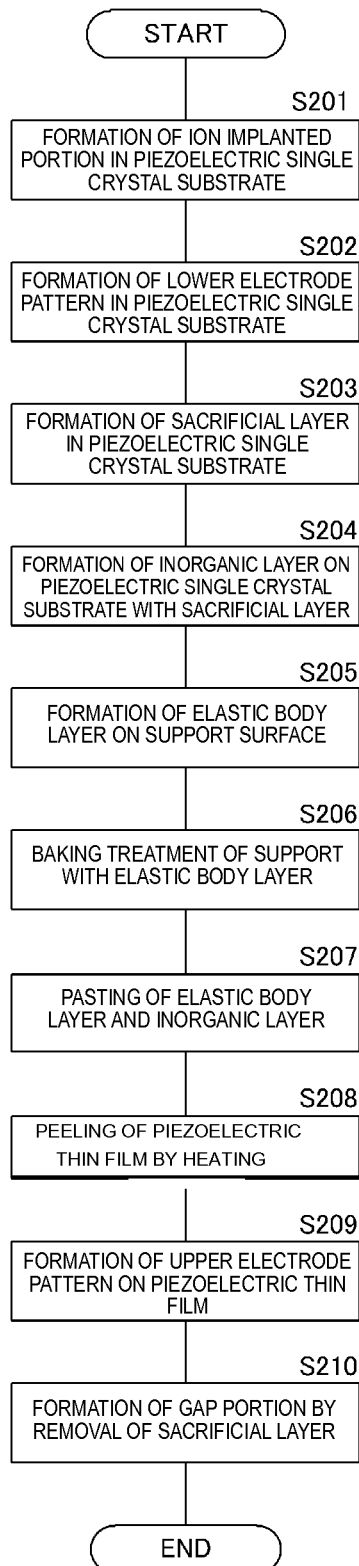 START
S201
FORMATION OF ION IMPLANTED
PORTION IN PIEZOELECTRIC SINGLE
CRYSTAL SUBSTRATE
S202
FORMATION OF LOWER ELECTRODE
PATTERN IN PIEZOELECTRIC SINGLE
CRYSTAL SUBSTRATE
S203
FORMATION OF SACRIFICIAL LAYER
IN PIEZOELECTRIC SINGLE
CRYSTAL SUBSTRATE
S204
FORMATION OF INORGANIC LAYER ON
PIEZOELECTRIC SINGLE CRYSTAL
SUBSTRATE WITH SACRIFICIAL LAYER
S205
FORMATION OF ELASTIC BODY
LAYER ON SUPPORT SURFACE
S206
BAKING TREATMENT OF SUPPORT
WITH ELASTIC BODY LAYER
S207
PASTING OF ELASTIC BODY
LAYER AND INORGANIC LAYER
S208
PEELING OF PIEZOELECTRIC
THIN FILM BY HEATING
S209
FORMATION OF UPPER ELECTRODE
PATTERN ON PIEZOELECTRIC THIN
FILM
S210
FORMATION OF GAP PORTION BY
REMOVAL OF SACRIFICIAL LAYER
END